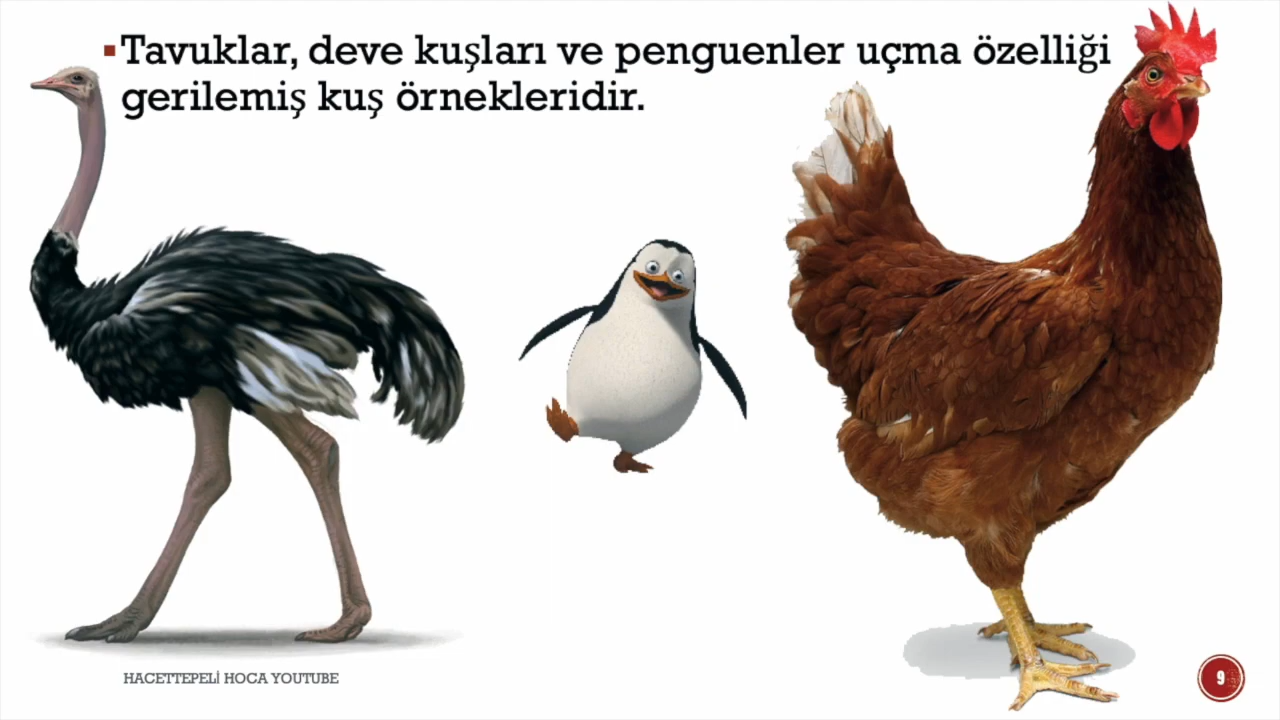 Tavuklar, deve kuşları ve penguenler uçma özelliği
gerilemiş kuş örnekleridir.
HACETTEPELİ HOCA YOUTUBE
9